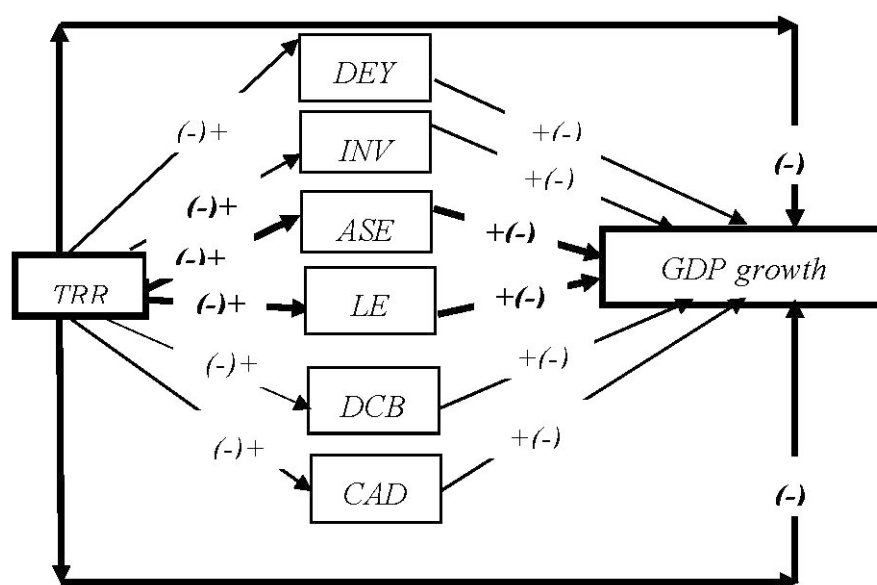 DEY
(-)+
+(-)
INV
+(-)
(-)
(-)+
ASE
+(-)
(-)+
GDP growth
TRR
(-)+
LE
+(-)
(-)+
DCB
+(-)
(-)+
+(-)
CAD
(-)